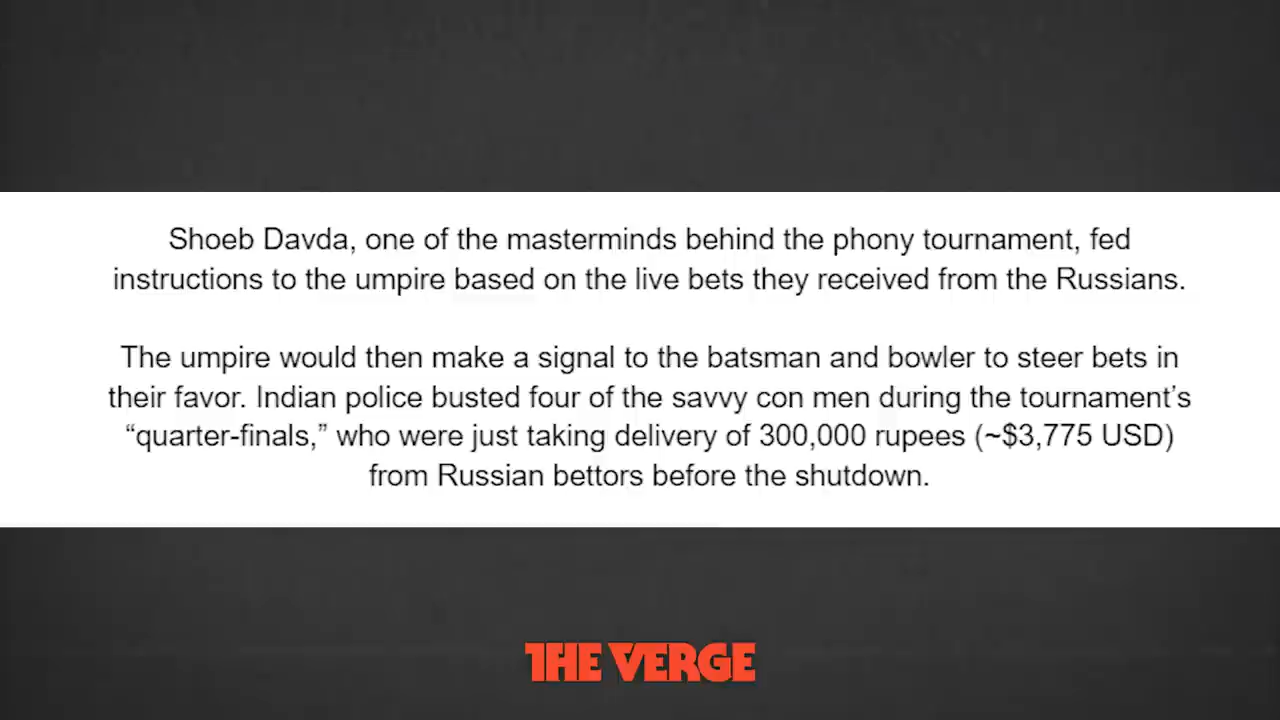 Shoeb Davda, one of the masterminds behind the phony tournament, fed
instructions to the umpire based on the live bets they received from the Russians.
The umpire would then make a signal to the batsman and bowler to steer bets in
their favor. Indian police busted four of the savvy con men during the tournament’s
“quarter-finals,” who were just taking delivery of 300,000 rupees (~$3,775 USD)
from Russian bettors before the shutdown.
THE VERGE